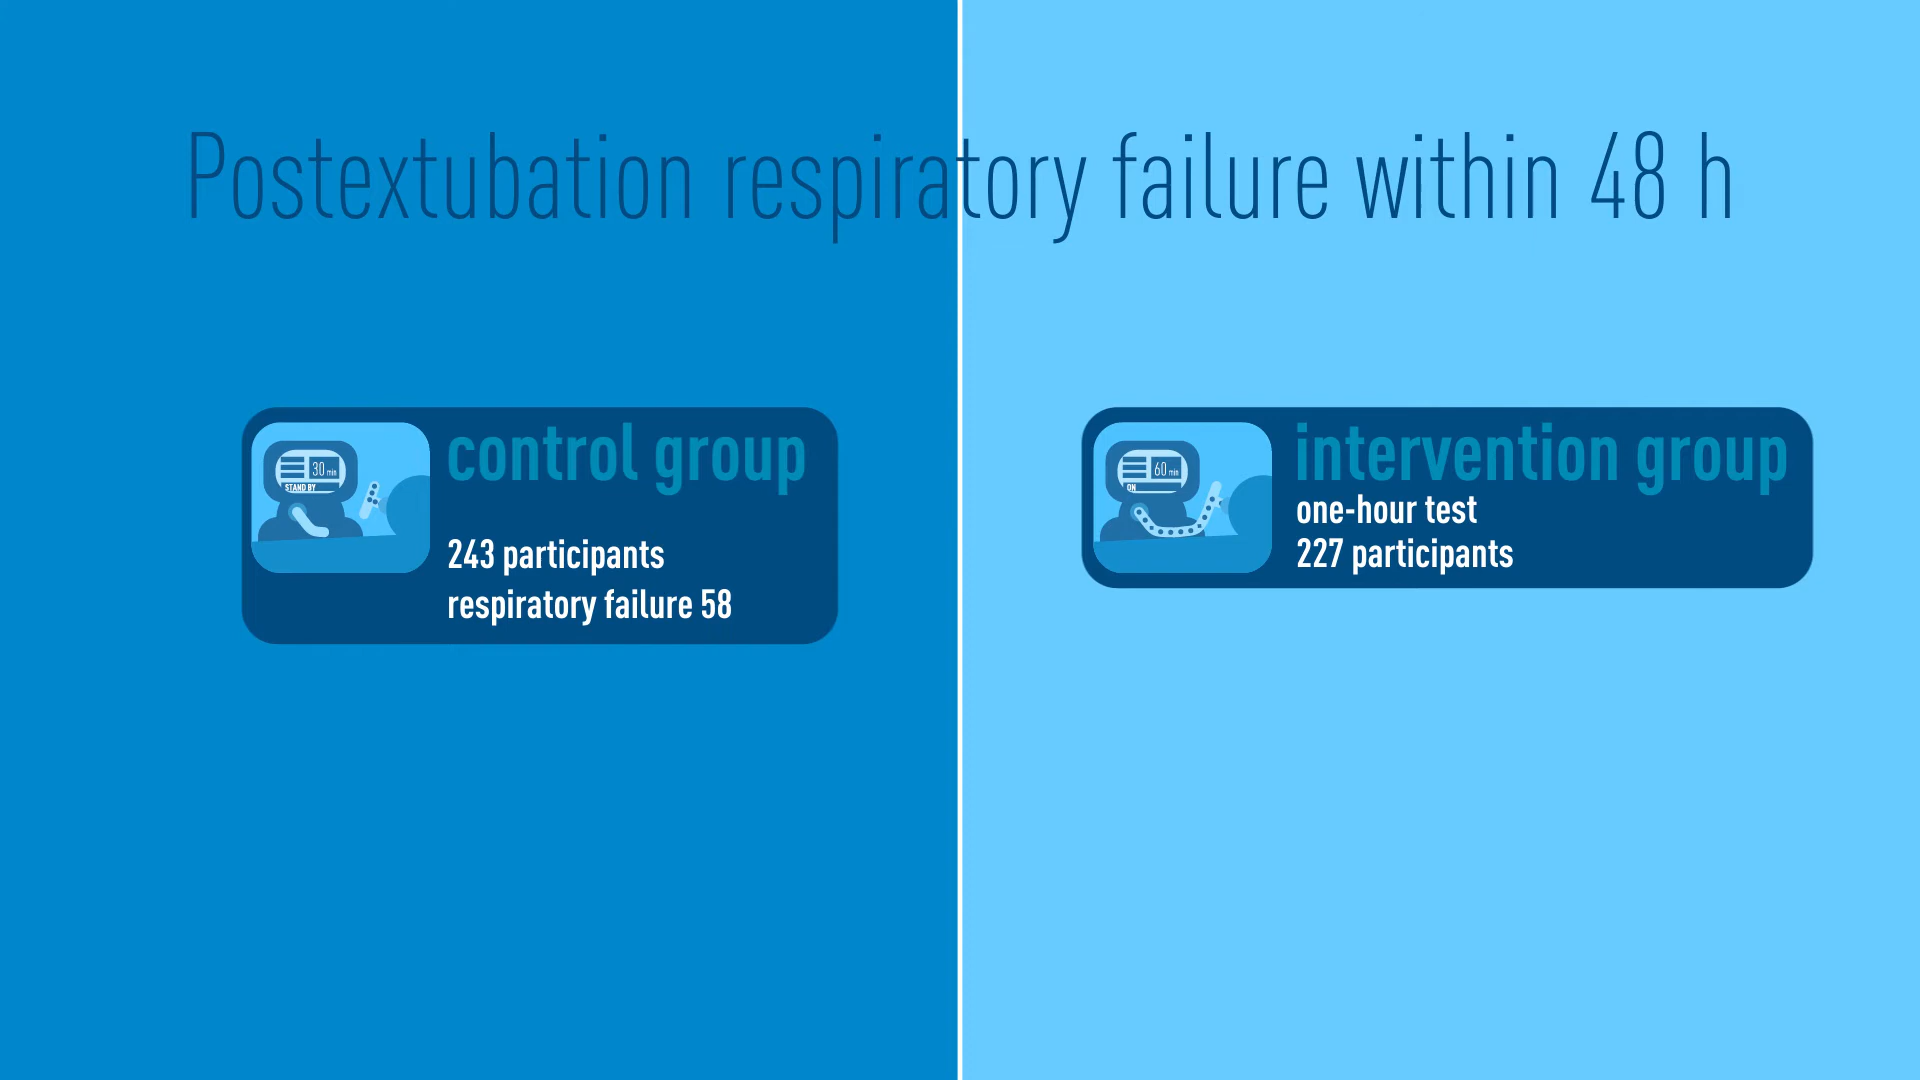 Postextubation respiratory failure within 48 h
30 min
STAND BY
control group
243 participants
respiratory failure 58
60 min
ON
intervention group
one-hour test
227 participants